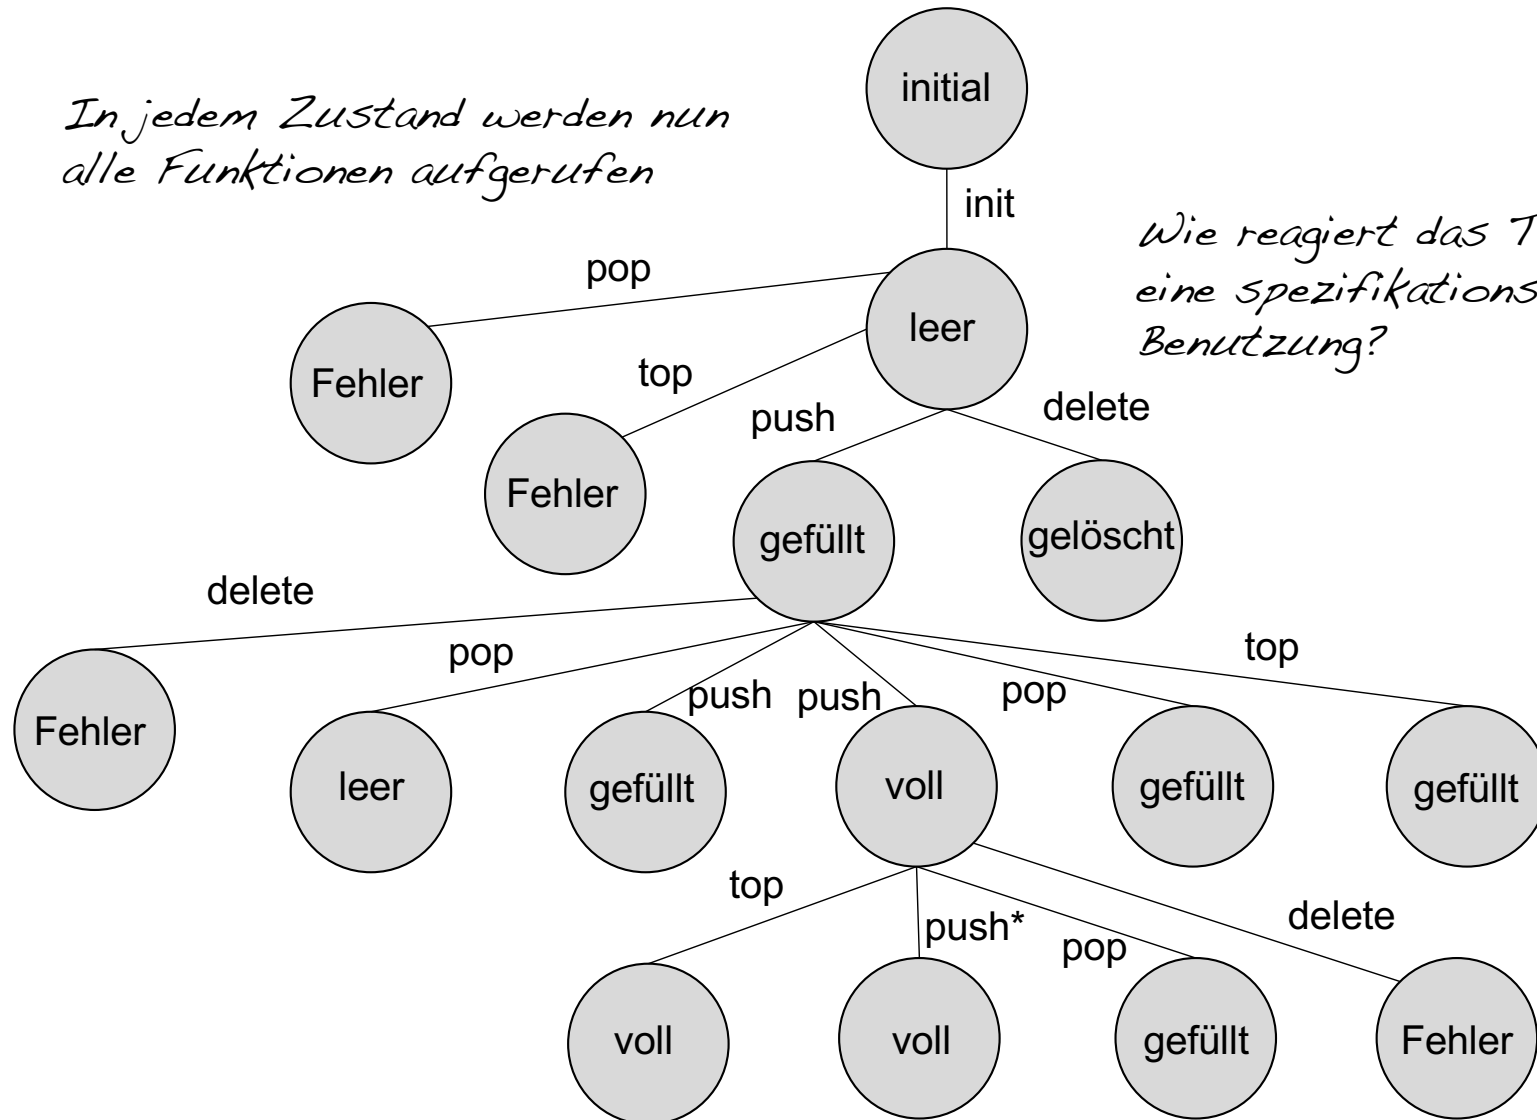 initial
In jedem Zustand werden nun
alle Funktionen aufgerufen
init
Wie reagiert das
eine
Benutzung?
pop
leer
Fehler
top
push
delete
Fehler
gefüllt
gelöscht
delete
pop
push
push
pop
top
Fehler
leer
gefüllt
voll
gefüllt
gefüllt
top
push*
pop
delete
voll
voll
gefüllt
Fehler